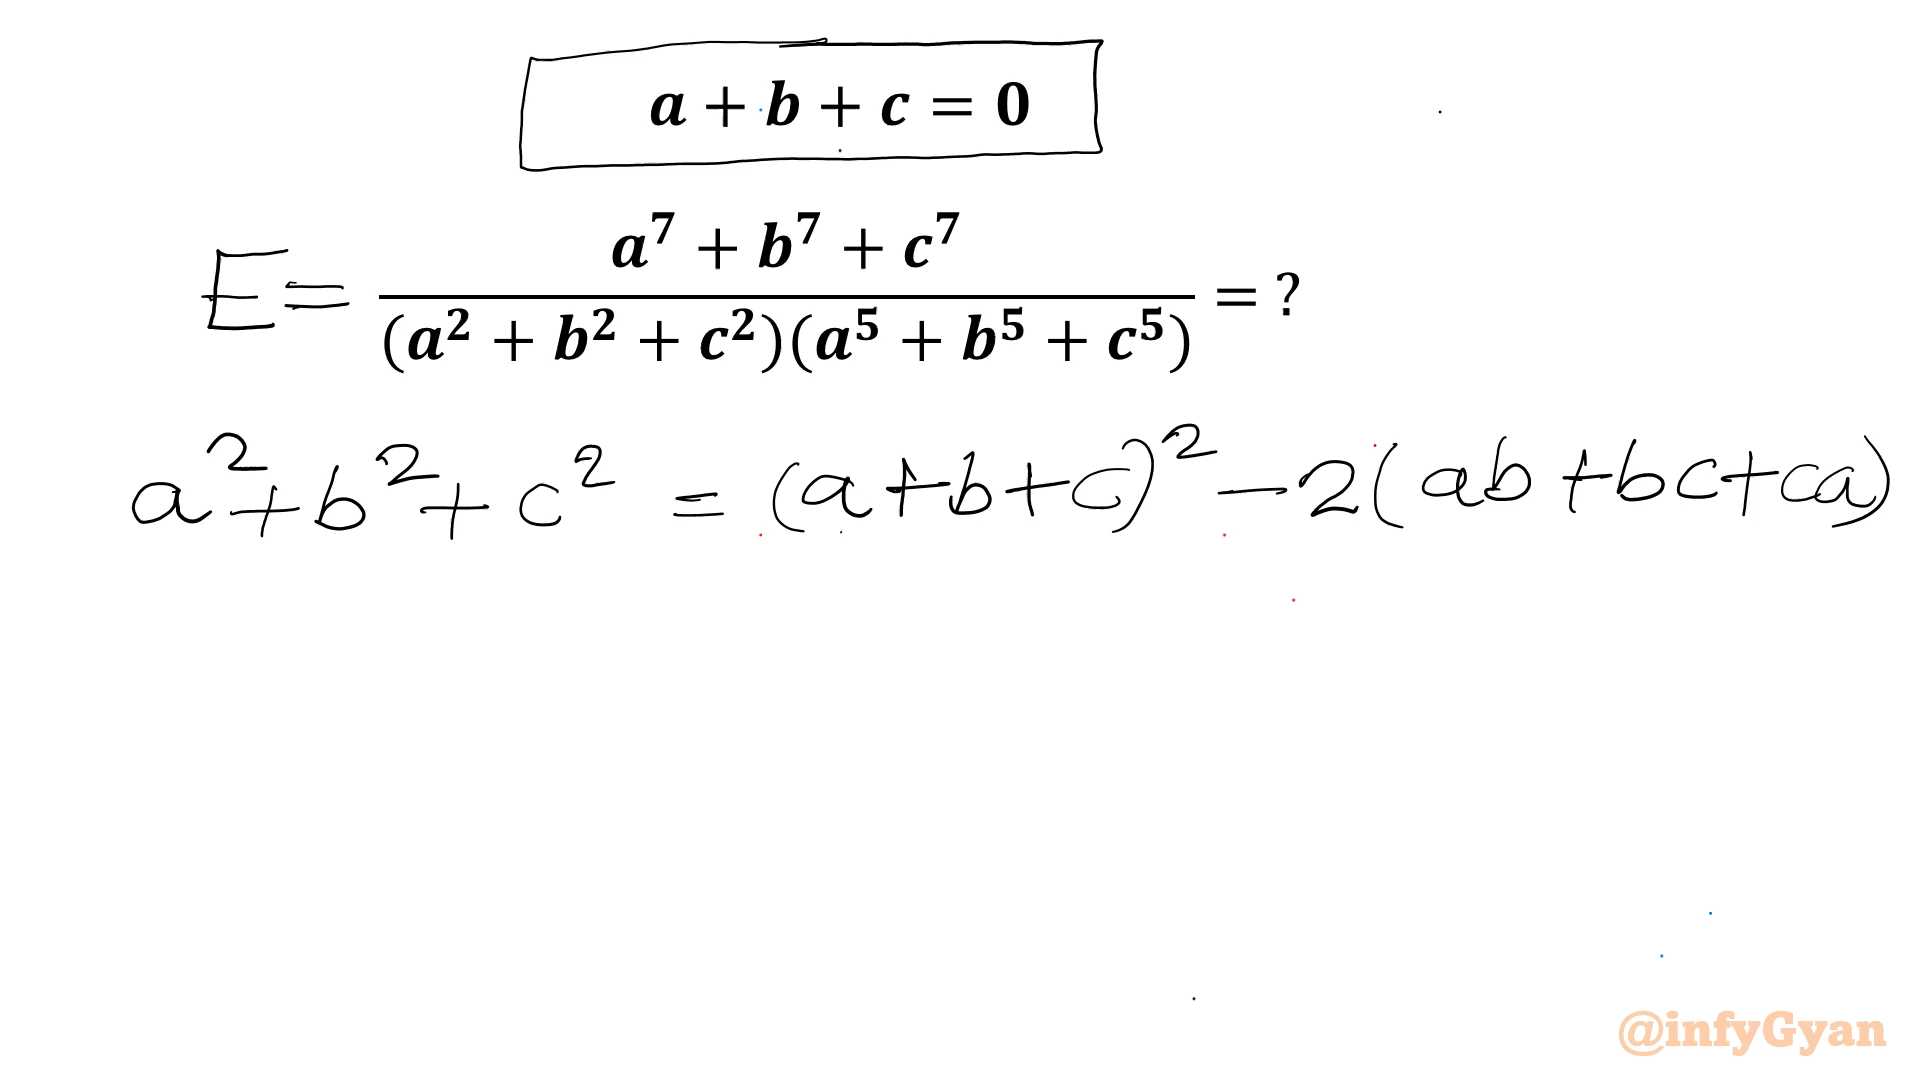 a + b + c = 0
E = \frac{a^7 + b^7 + c^7}{(a^2 + b^2 + c^2)(a^5 + b^5 + c^5)} = ?
a^2 + b^2 + c^2 = (a + b + c)^2 - 2(ab + bc + ca)
@infyGyan